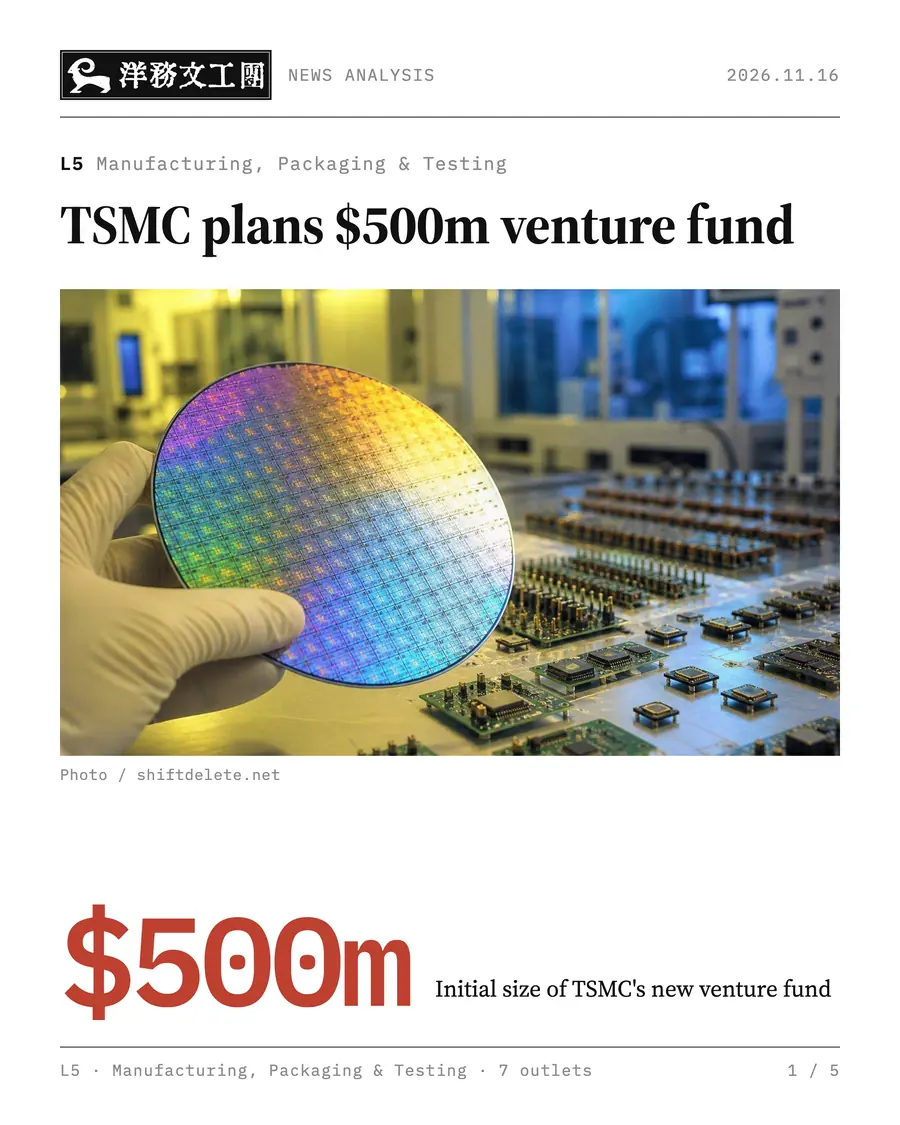 洋務文工團
NEWS ANALYSIS
2026.11.16
L5 Manufacturing, Packaging & Testing
TSMC plans $500m venture fund
Photo / shiftdelete.net
$500m
Initial size of TSMC's new venture fund
L5 · Manufacturing, Packaging & Testing · 7 outlets
1 / 5